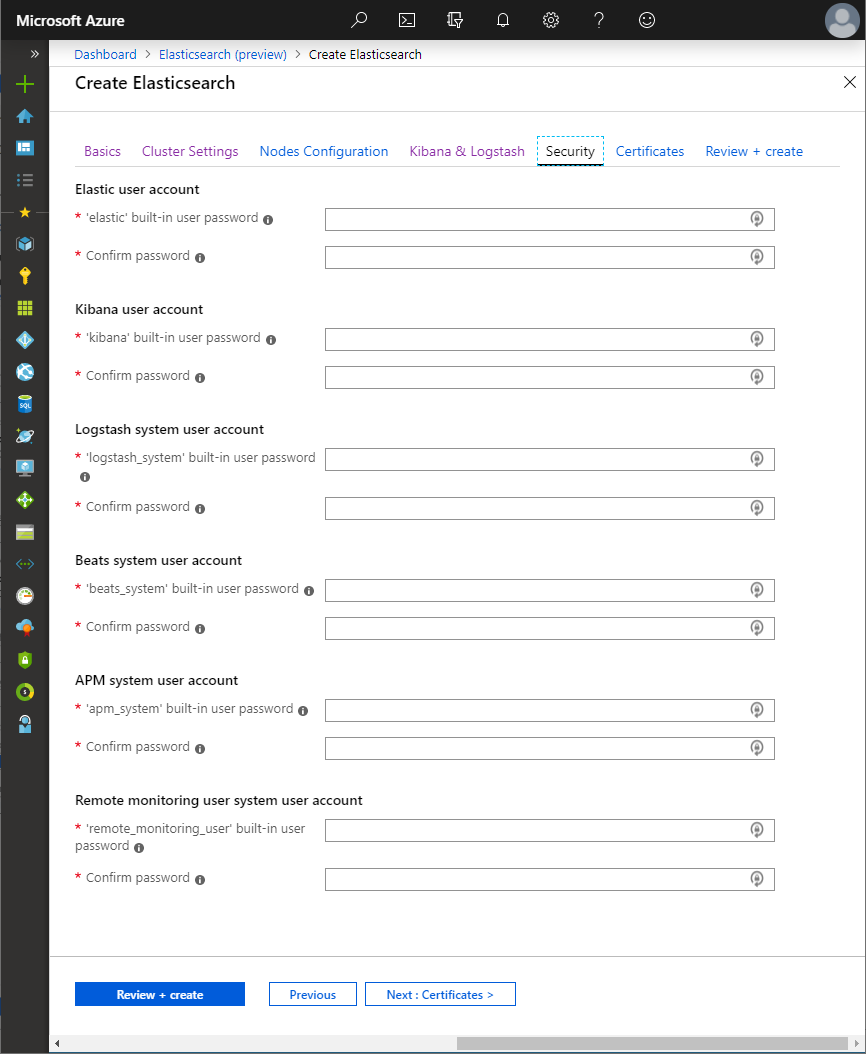 Microsoft Azure
Dashboard > Elasticsearch (preview) > Create Elasticsearch
Create Elasticsearch
Basics Cluster Settings Nodes Configuration Kibana & Logstash Security Certificates Review + create
Elastic user account
* 'elastic' built-in user password
* Confirm password
Kibana user account
* 'kibana' built-in user password
* Confirm password
Logstash system user account
* 'logstash_system' built-in user password
* Confirm password
Beats system user account
* 'beats_system' built-in user password
* Confirm password
APM system user account
* 'apm_system' built-in user password
* Confirm password
Remote monitoring user system user account
* 'remote_monitoring_user' built-in user
password
* Confirm password
Review + create Previous Next : Certificates >